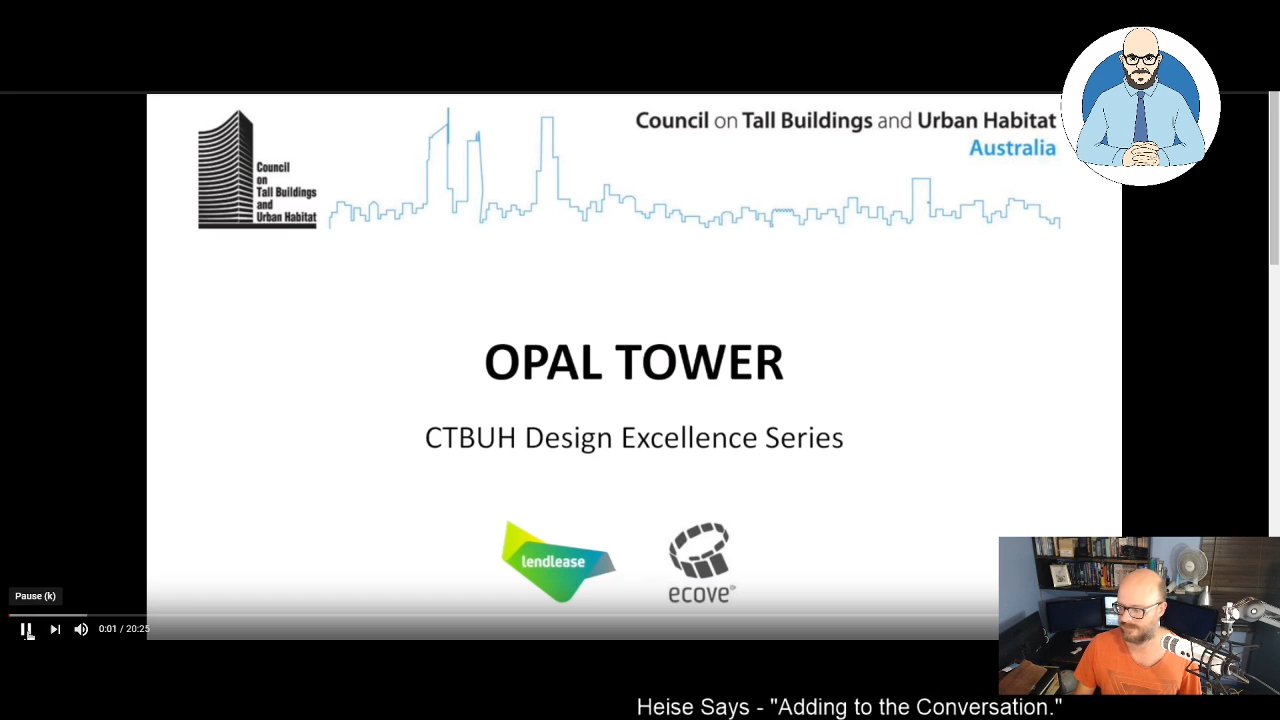 Council on Tall Buildings and Urban Habitat
Australia
Council
on
Tall Buildings
and
Urban Habitat
OPAL TOWER
CTBUH Design Excellence Series
lendlease
ecove
Pause (k)
0:01 / 20:25
Heise Says - "Adding to the Conversation."